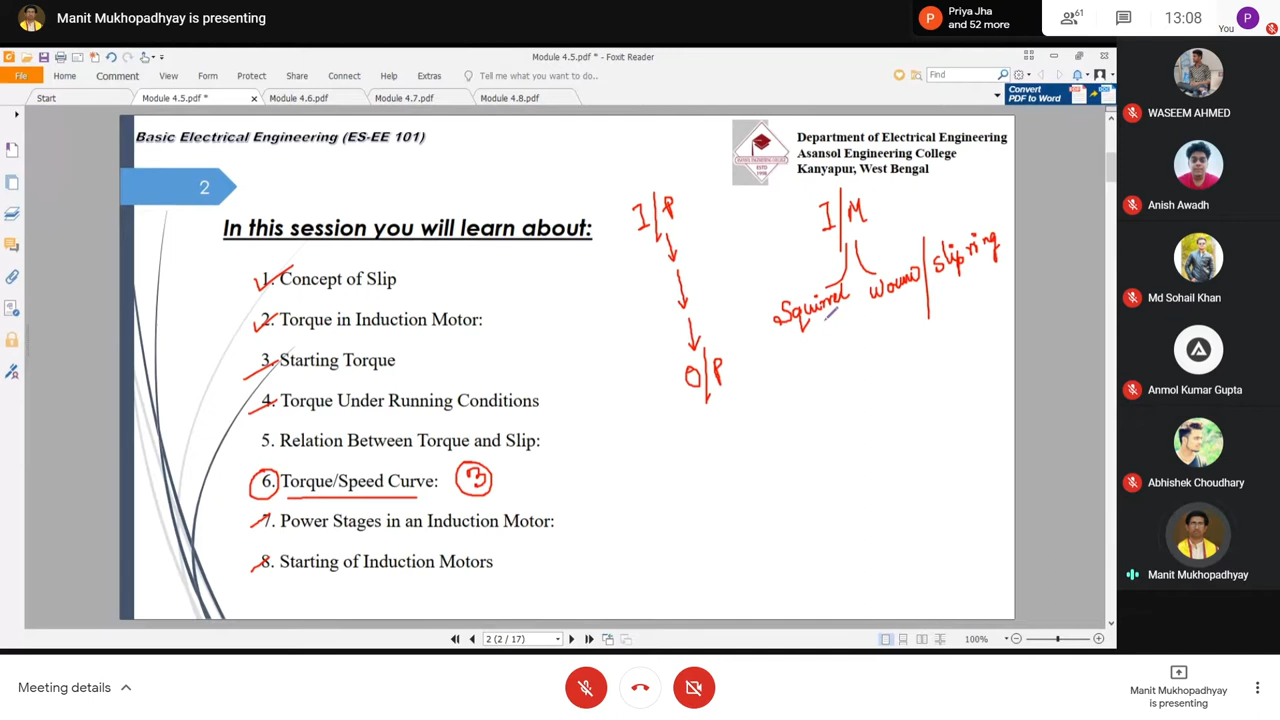 Manit Mukhopadhyay is presenting
Priya Jha
and 52 more
61
13:08
You
Module 4.5.pdf * - Foxit Reader
File Home Comment View Form Protect Share Connect Help Extras Tell me what you want to do.. Find
Start Module 4.5.pdf * Module 4.6.pdf Module 4.7.pdf Module 4.8.pdf
Convert
PDF to Word
Basic Electrical Engineering (ES-EE 101)
Department of Electrical Engineering
Asansol Engineering College
Kanyapur, West Bengal
2
In this session you will learn about:
1. Concept of Slip
2. Torque in Induction Motor:
3. Starting Torque
4. Torque Under Running Conditions
5. Relation Between Torque and Slip:
6. Torque/Speed Curve: 3
7. Power Stages in an Induction Motor:
8. Starting of Induction Motors
I/P
O/P
I/M
Squirrel
wound/slip ring
2 (2 / 17)
100%
WASEEM AHMED
Anish Awadh
Md Sohail Khan
Anmol Kumar Gupta
Abhishek Choudhary
Manit Mukhopadhyay
Meeting details
Manit Mukhopadhyay
is presenting